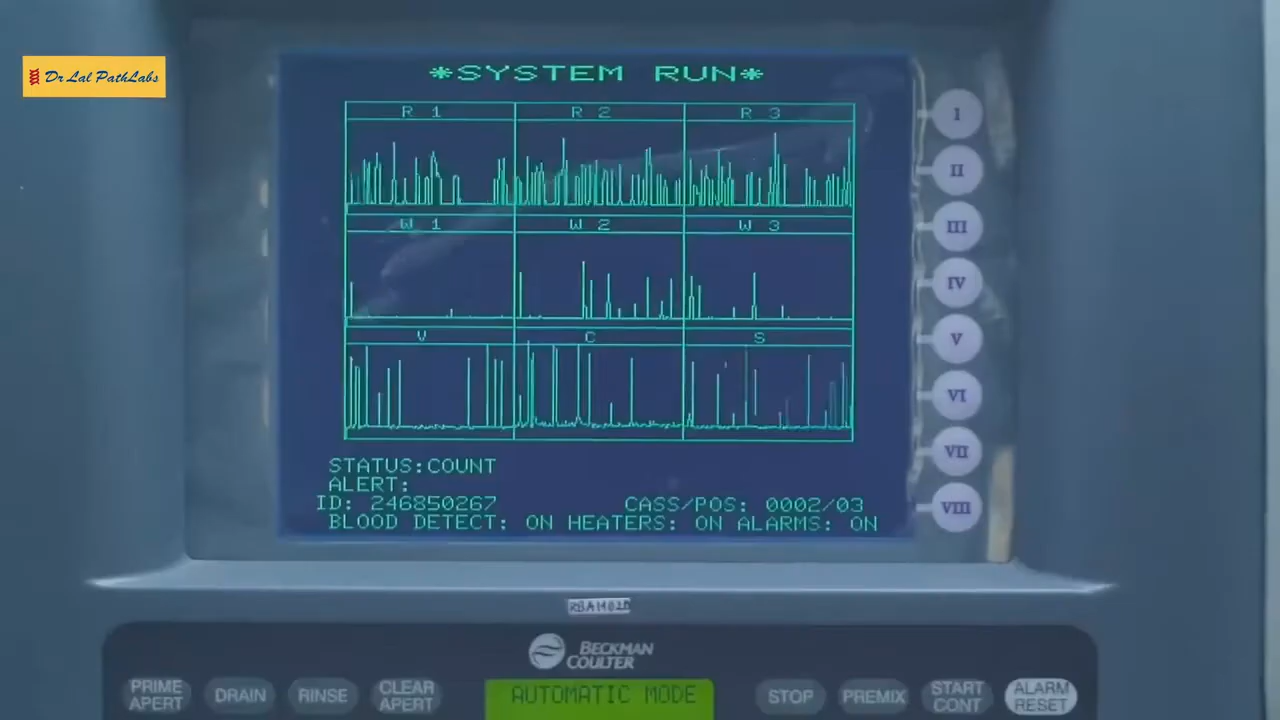 Dr Lal PathLabs
*SYSTEM RUN*
R 1 R 2 R 3
W 1 W 2 W 3
V C S
I
II
III
IV
V
VI
VII
VIII
STATUS:COUNT
ALERT:
ID: 246850267 CASS/POS: 0002/03
BLOOD DETECT: ON HEATERS: ON ALARMS: ON
BECKMAN
COULTER
PRIME APERT
DRAIN
RINSE
CLEAR APERT
AUTOMATIC MODE
STOP
PREMIX
START CONT
ALARM RESET